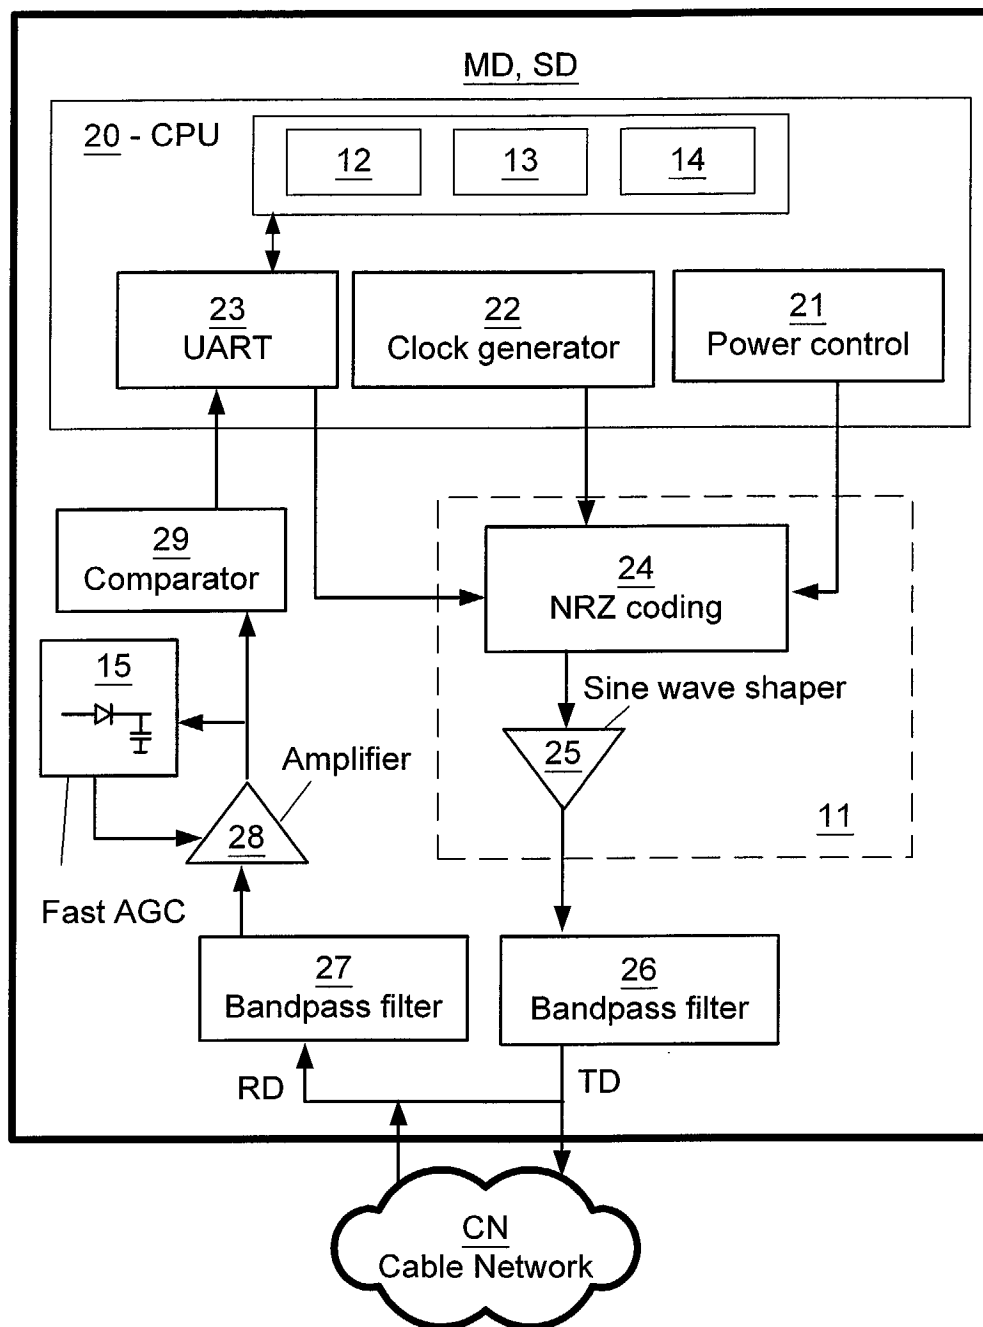 MD, SD
20 - CPU
12
13
14
23
UART
22
Clock generator
21
Power control
29
Comparator
24
NRZ coding
15
Sine wave shaper
25
Amplifier
28
11
Fast AGC
27
Bandpass filter
26
Bandpass filter
RD
TD
CN
Cable Network